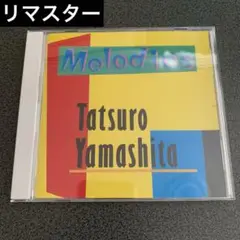 リマスター
Melodies
Tatsuro
Yamashita